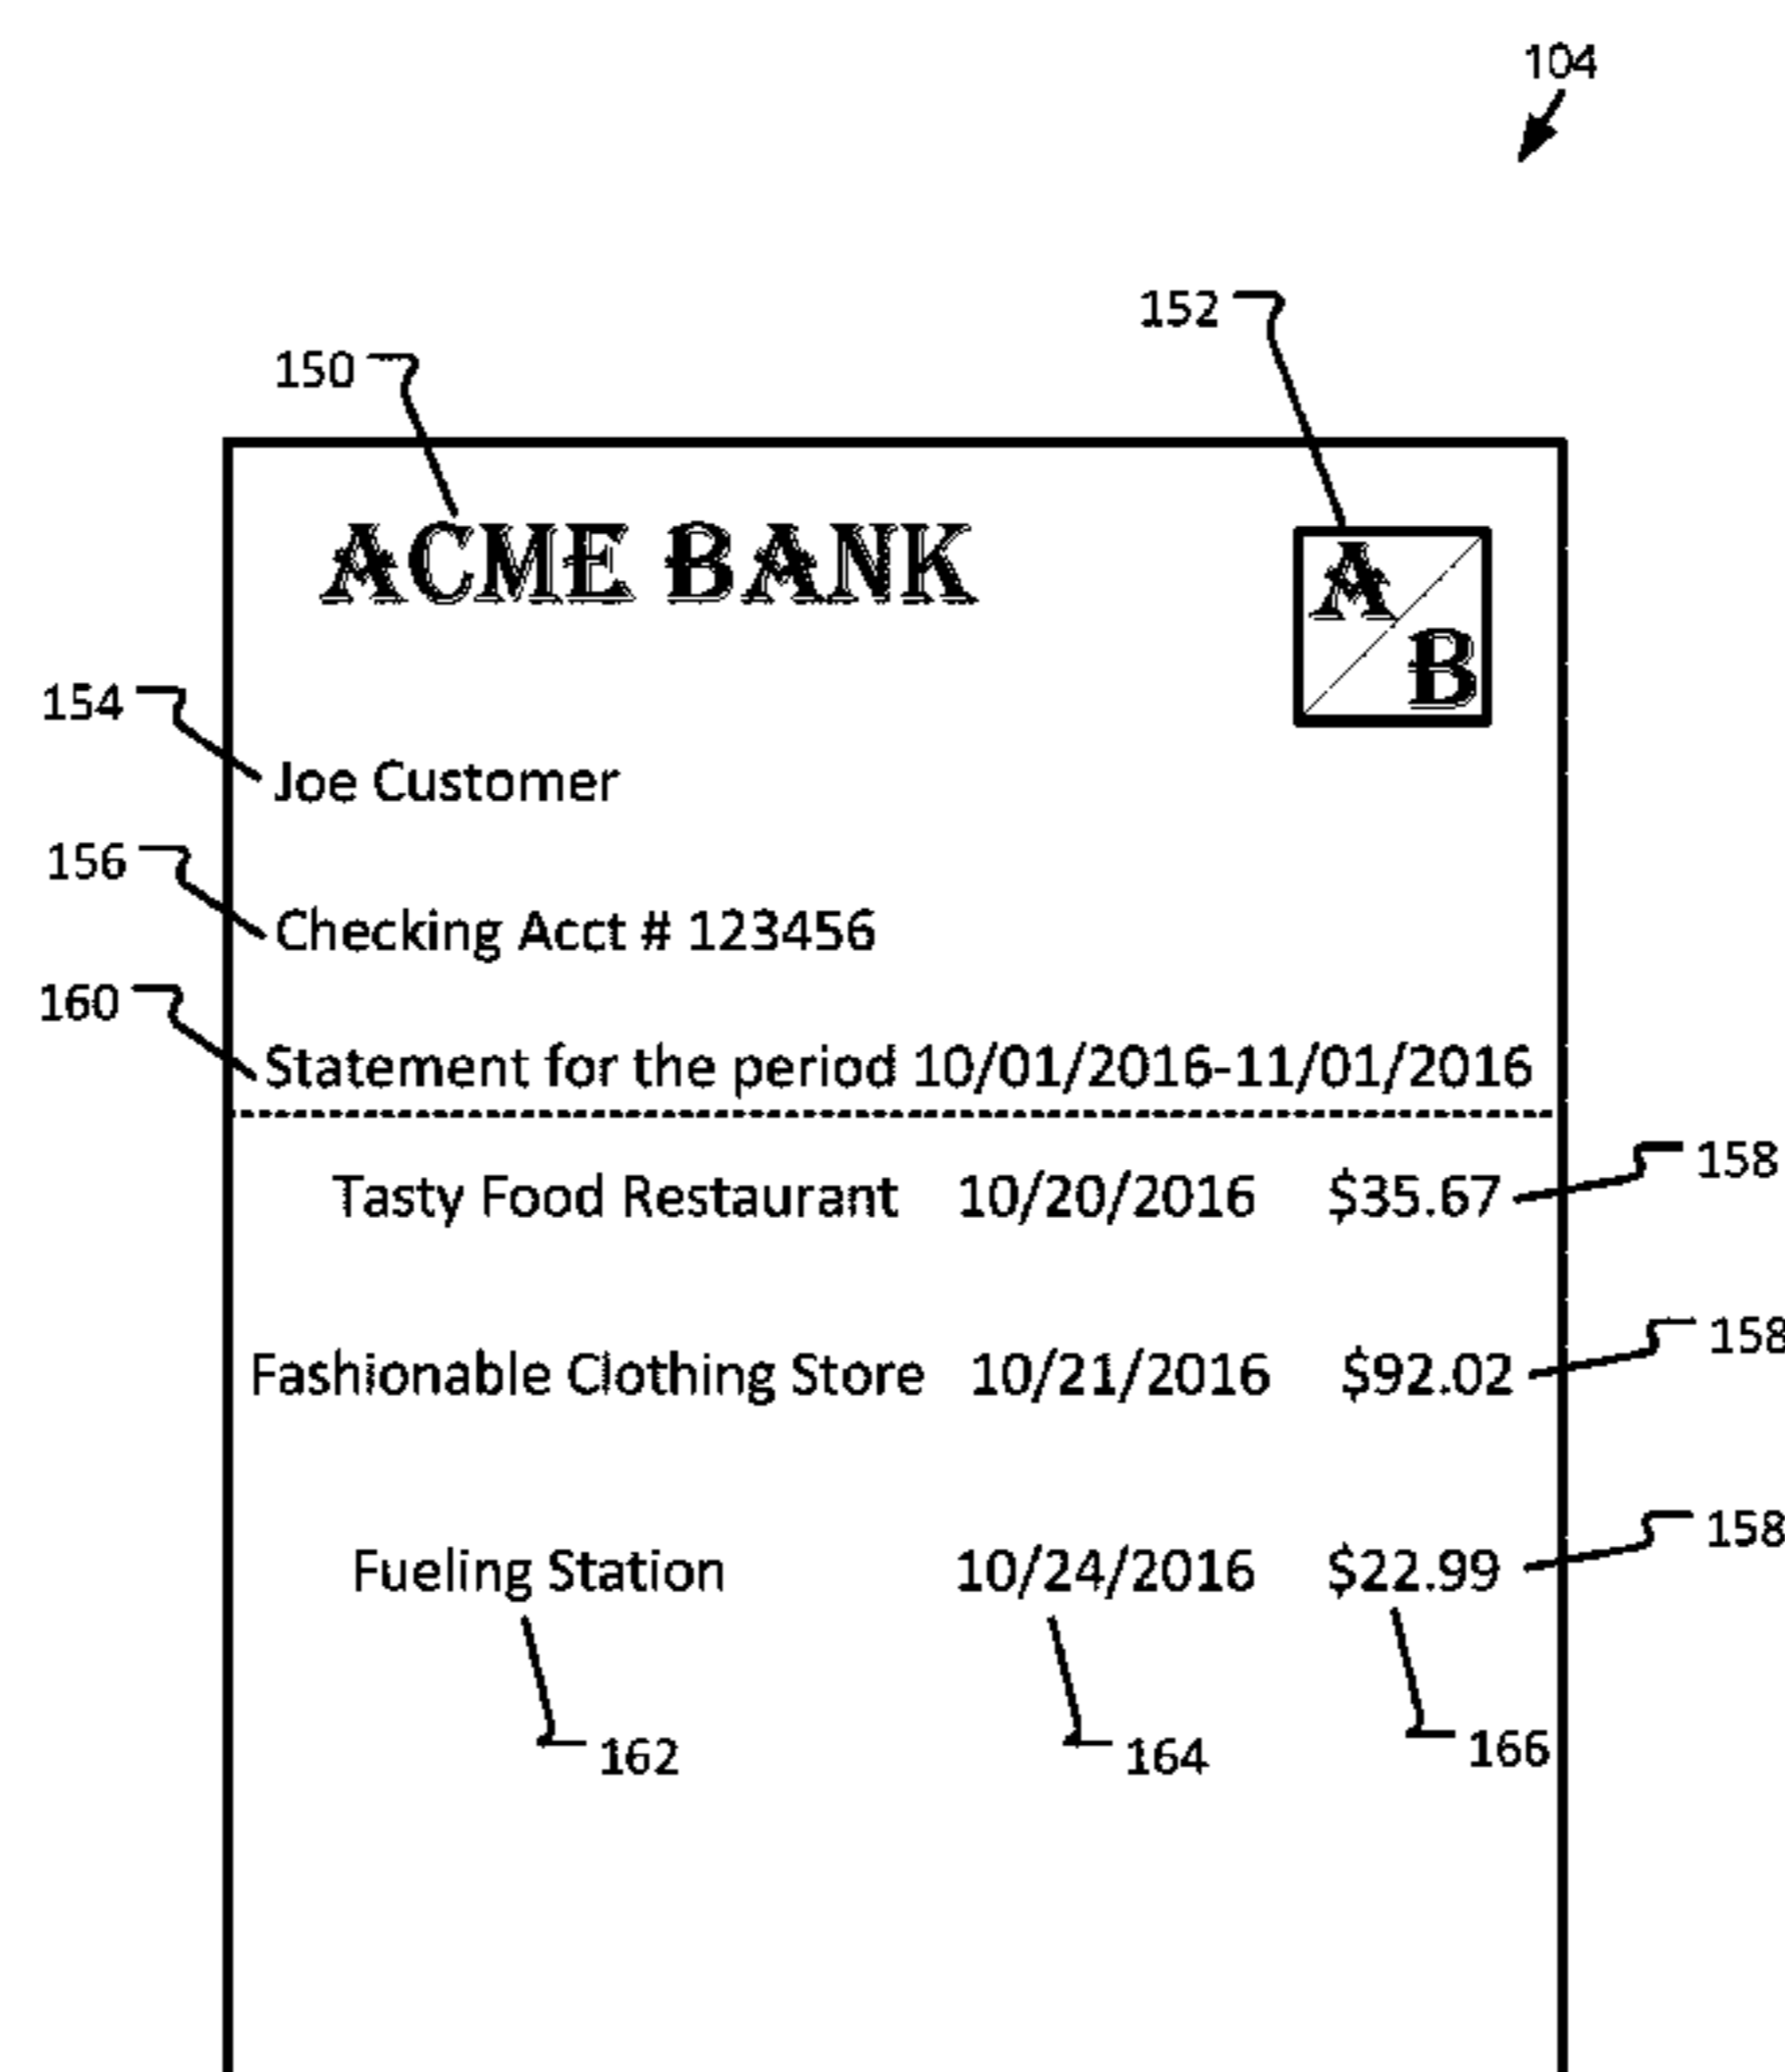 104
152
150
ACME BANK
A
B
154
Joe Customer
156
Checking Acct # 123456
160
Statement for the period 10/01/2016-11/01/2016
158
Tasty Food Restaurant 10/20/2016 $35.67
158
Fashionable Clothing Store 10/21/2016 $92.02
158
Fueling Station 10/24/2016 $22.99
162 164 166